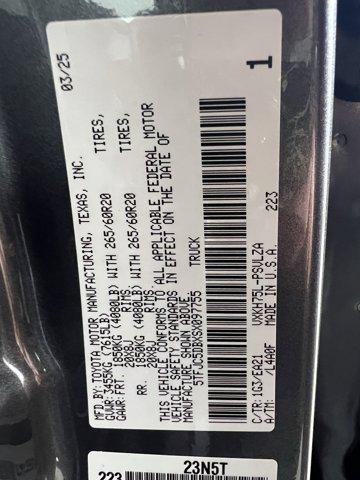 03/25
MFD. BY:TOYOTA MOTOR MANUFACTURING, TEXAS, INC.
GVWR: 3455KG (7615LB)
GAWR:FRT. 1850KG (4080LB) WITH 265/60R20 TIRES,
20X8J RIMS,
RR. 1850KG (4080LB) WITH 265/60R20 TIRES,
20X8J RIMS.
THIS VEHICLE CONFORMS TO ALL APPLICABLE FEDERAL MOTOR
VEHICLE SAFETY STANDARDS IN EFFECT ON THE DATE OF
MANUFACTURE SHOWN ABOVE.
5TFJC5DBXSX097755 TRUCK
223
C/TR:1G3/EA21 VXKH75L-PSVLZA
A/TM: /L4A0F MADE IN U.S.A.
1
223
23N5T